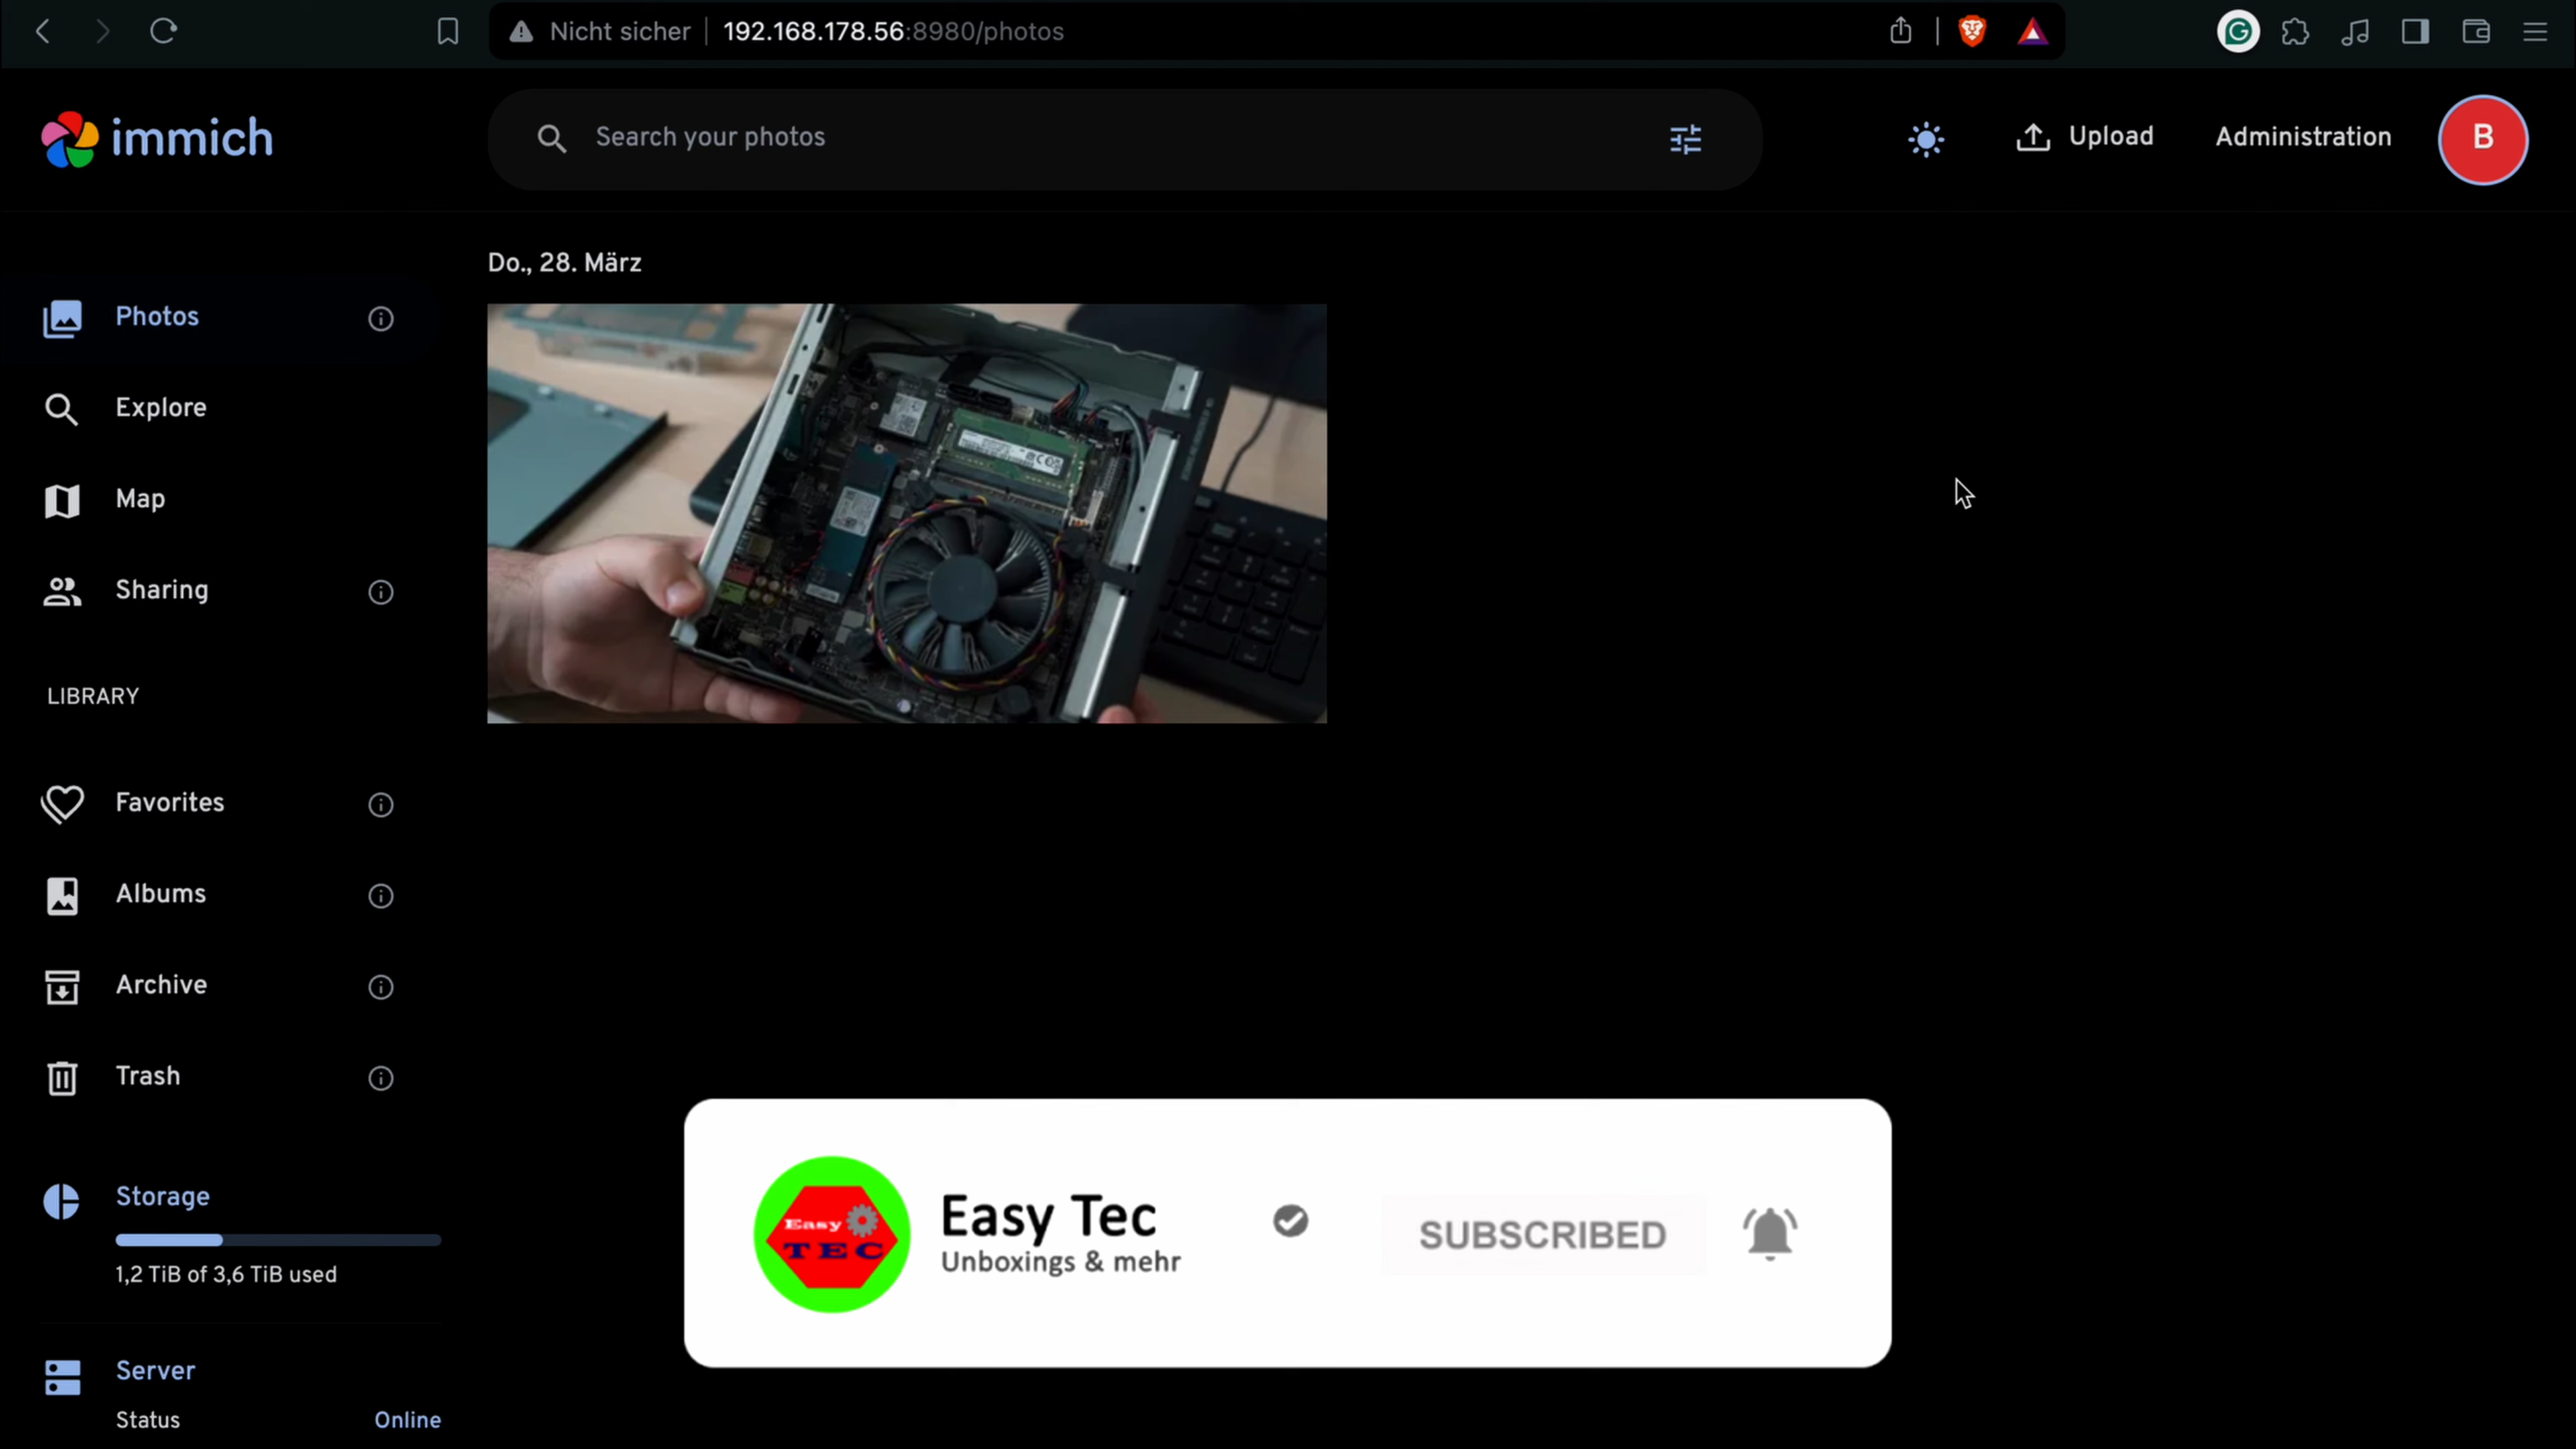 Nicht sicher 192.168.178.56:8980/photos
immich
Search your photos
Upload
Administration
B
Do., 28. März
Photos
Explore
Map
Sharing
LIBRARY
Favorites
Albums
Archive
Trash
Storage
1,2 TiB of 3,6 TiB used
Server
Status Online
Easy
TEC
Easy Tec
Unboxings & mehr
SUBSCRIBED